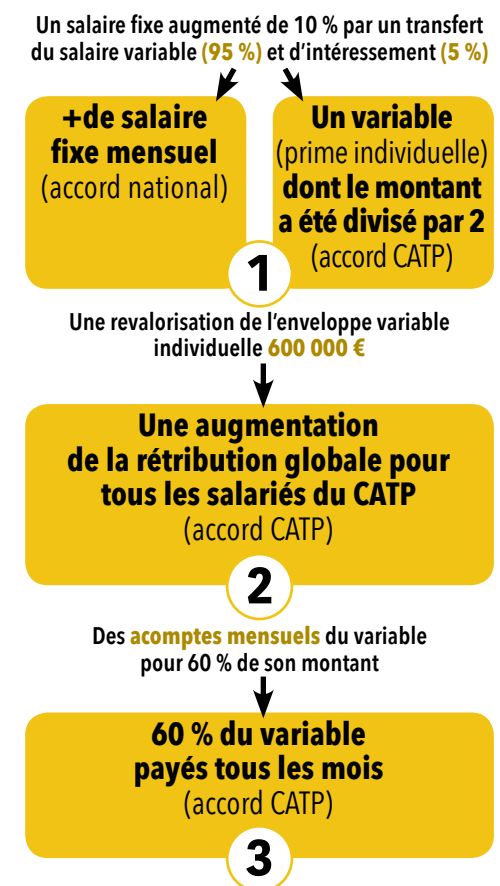 Un salaire fixe augmenté de 10 % par un transfert
du salaire variable (95 %) et d’intéressement (5 %)
+de salaire
fixe mensuel
(accord national)
Un variable
(prime individuelle)
dont le montant
a été divisé par 2
(accord CATP)
1
Une revalorisation de l’enveloppe variable
individuelle 600 000 €
Une augmentation
de la rétribution globale pour
tous les salariés du CATP
(accord CATP)
2
Des acomptes mensuels du variable
pour 60 % de son montant
60 % du variable
payés tous les mois
(accord CATP)
3